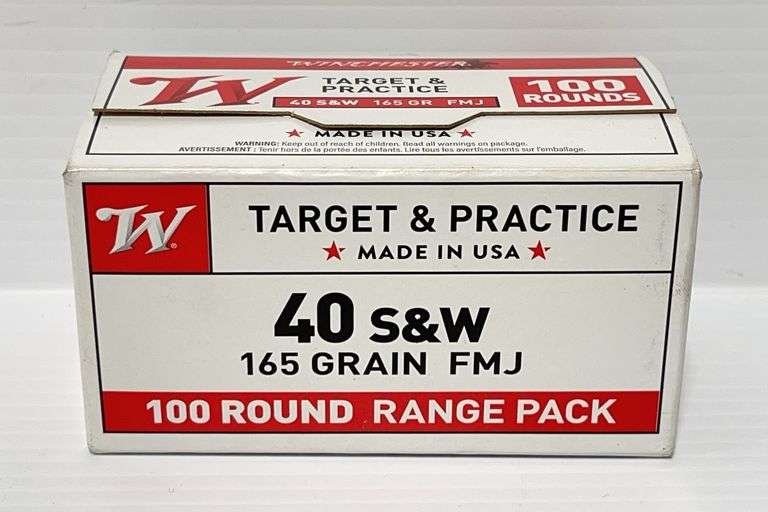 WINCHESTER
W TARGET &
PRACTICE
100
ROUNDS
40 S&W 165 GR FMJ
★ MADE IN USA ★
WARNING: Keep out of reach of children. Read all warnings on package.
AVERTISSEMENT : Tenir hors de la portée des enfants. Lire tous les avertissements sur l'emballage.
W®
TARGET & PRACTICE
★ MADE IN USA ★
40 S&W
165 GRAIN FMJ
100 ROUND RANGE PACK